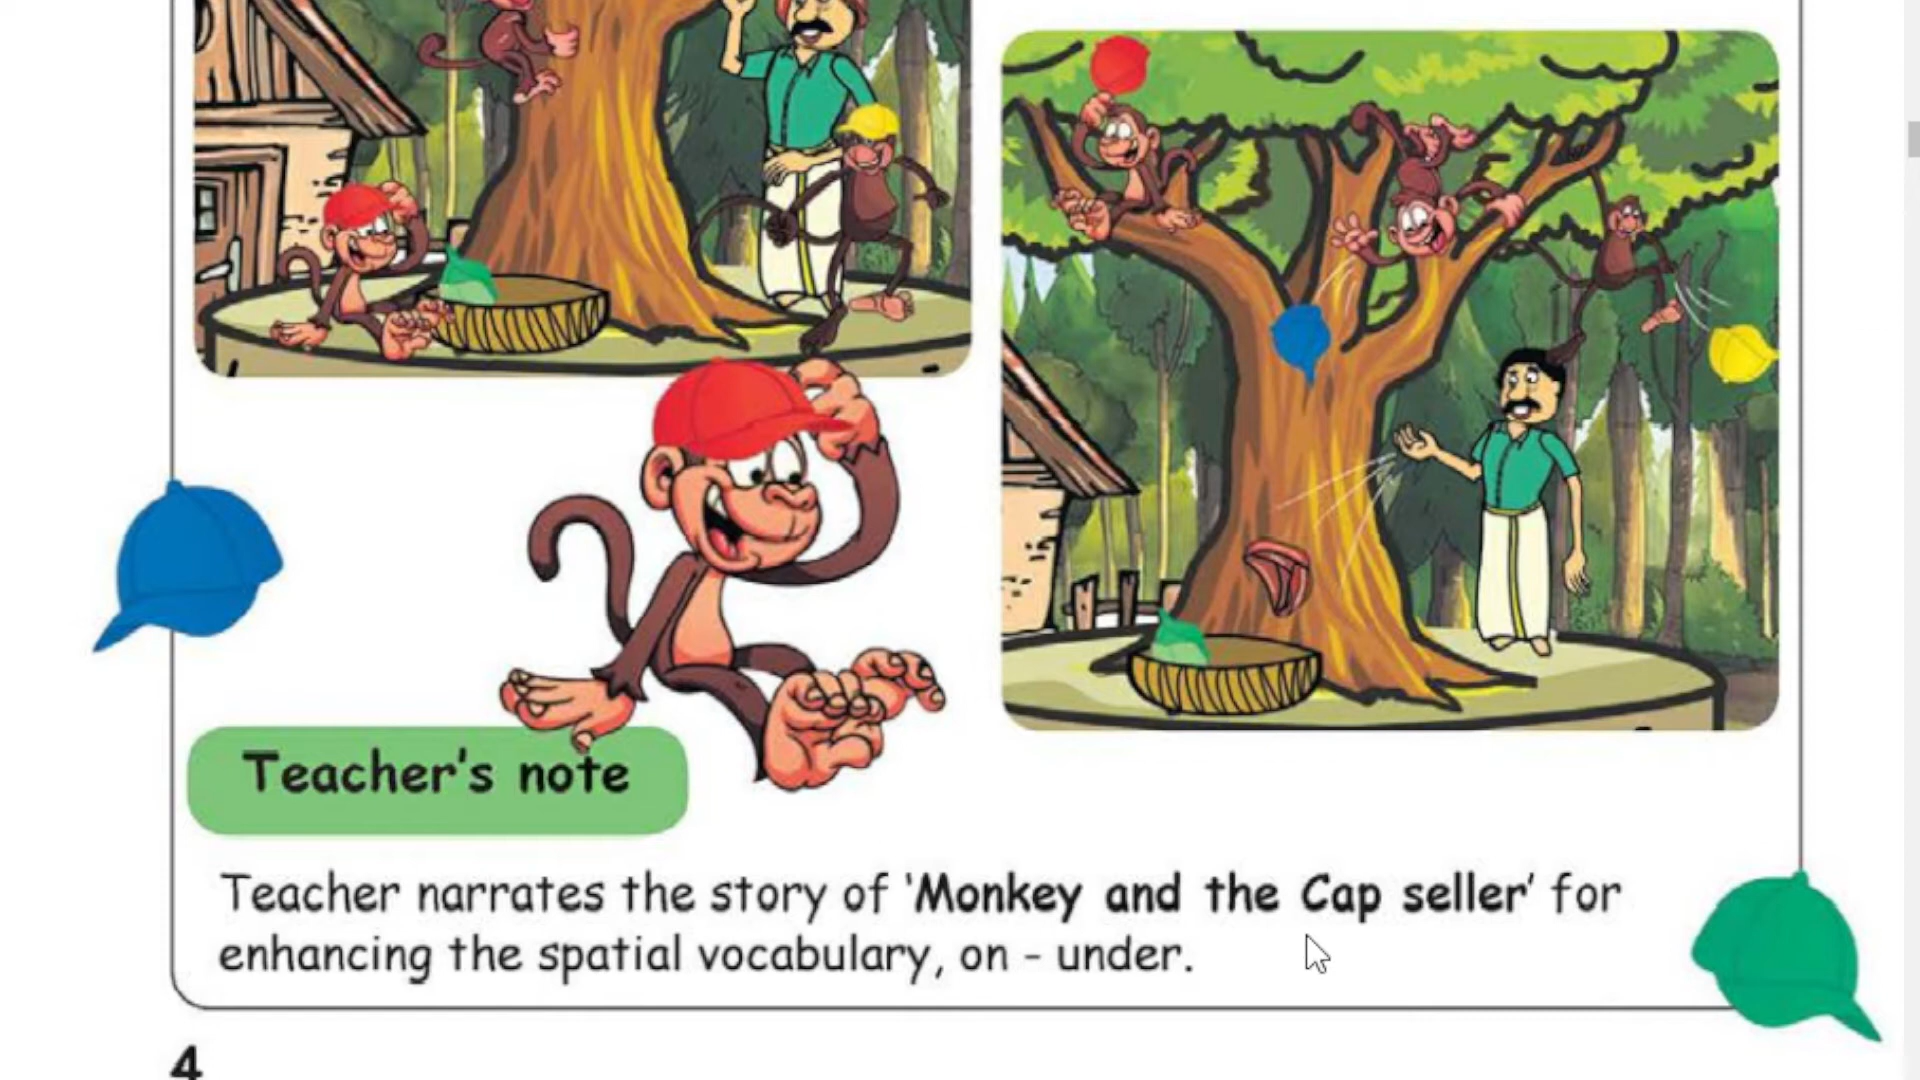 Teacher's note
Teacher narrates the story of 'Monkey and the Cap seller' for
enhancing the spatial vocabulary, on - under.
4